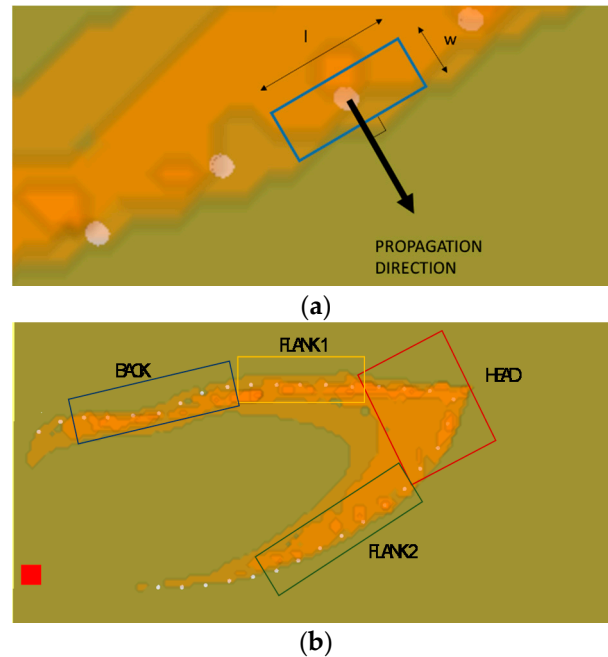 l
w
PROPAGATION
DIRECTION
(a)
BACK
FLANK1
HEAD
FLANK2
(b)